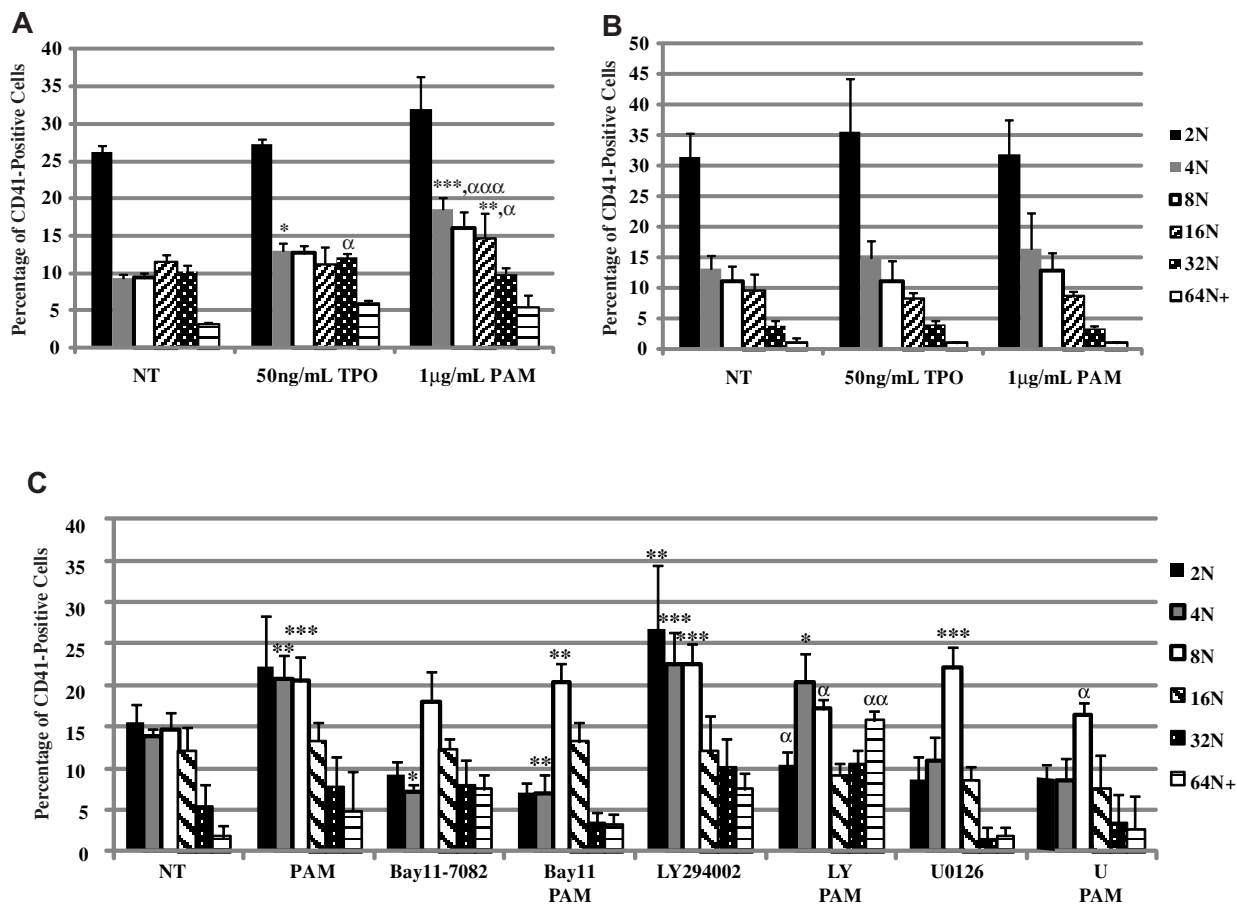 A
Percentage of CD41-Positive Cells
40
35
30
25
20
15
10
5
0
*
α
***,ααα
**,α
NT
50ng/mL TPO
1μg/mL PAM
B
Percentage of CD41-Positive Cells
50
45
40
35
30
25
20
15
10
5
0
NT
50ng/mL TPO
1μg/mL PAM
2N
4N
8N
16N
32N
64N+
C
Percentage of CD41-Positive Cells
40
35
30
25
20
15
10
5
0
**
***
*
**
**
**
***
***
α
*
α
αα
***
α
NT
PAM
Bay11-7082
Bay11
PAM
LY294002
LY
PAM
U0126
U
PAM
2N
4N
8N
16N
32N
64N+